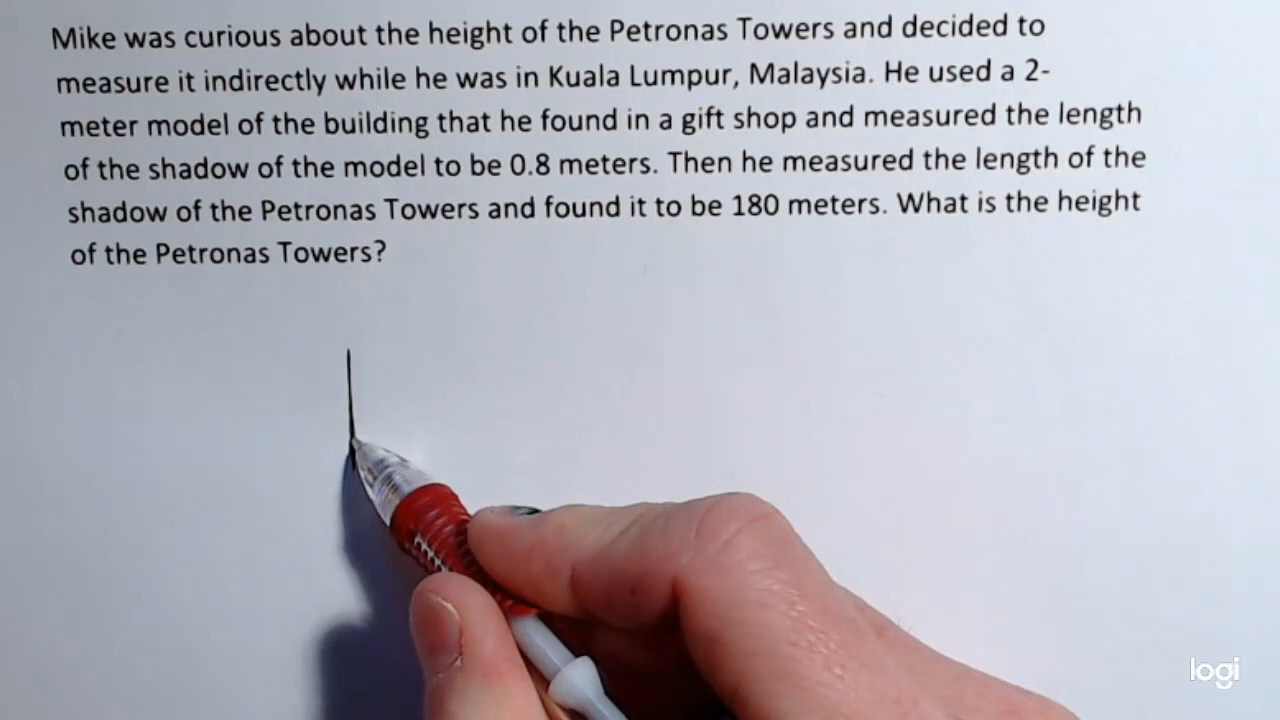 Mike was curious about the height of the Petronas Towers and decided to
measure it indirectly while he was in Kuala Lumpur, Malaysia. He used a 2-
meter model of the building that he found in a gift shop and measured the length
of the shadow of the model to be 0.8 meters. Then he measured the length of the
shadow of the Petronas Towers and found it to be 180 meters. What is the height
of the Petronas Towers?
logi